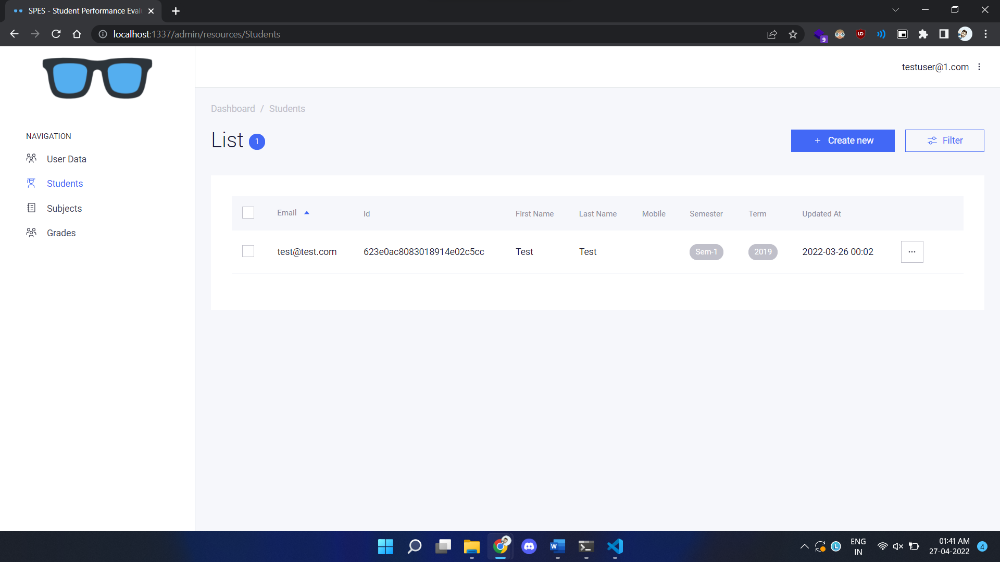 SPES - Student Performance Eval
localhost:1337/admin/resources/Students
9
testuser@1.com
Dashboard / Students
List 1
+ Create new
Filter
NAVIGATION
User Data
Students
Subjects
Grades
Email Id First Name Last Name Mobile Semester Term Updated At
test@test.com 623e0ac8083018914e02c5cc Test Test Sem-1 2019 2022-03-26 00:02
ENG
IN
01:41 AM
27-04-2022
4